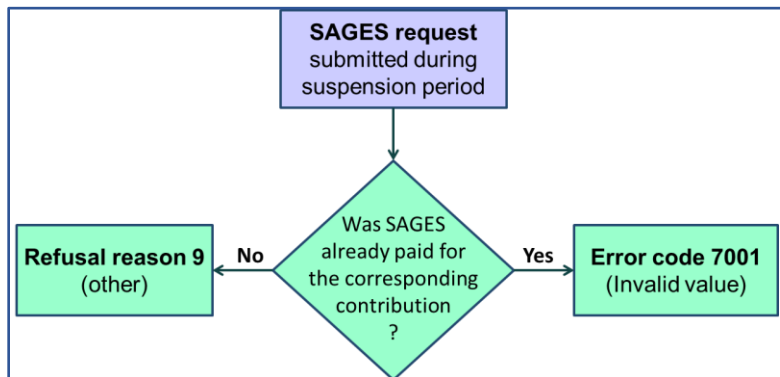 SAGES request
submitted during
suspension period
Was SAGES
already paid for
the corresponding
contribution
?
No
Refusal reason 9
(other)
Yes
Error code 7001
(Invalid value)